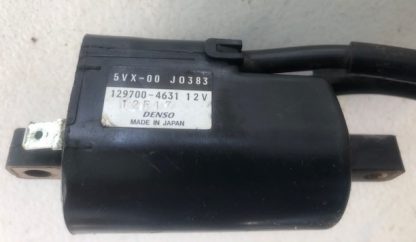 5VX-00 J0383
129700-4631 12V
DENSO
MADE IN JAPAN